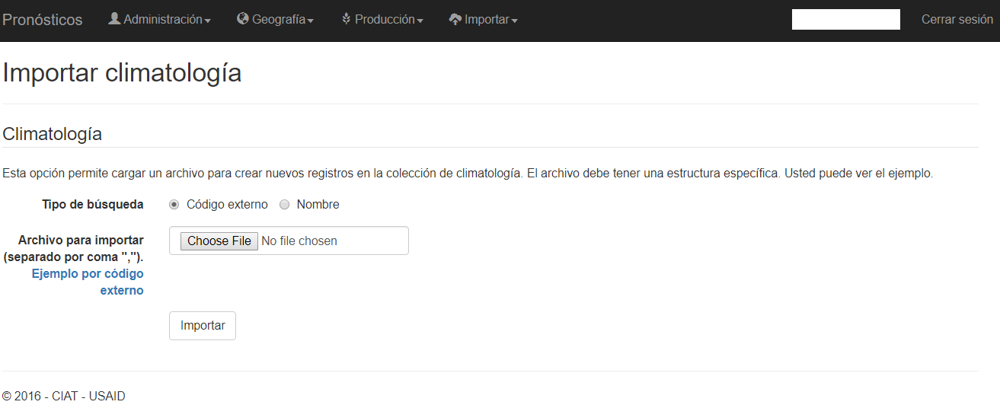 Pronósticos Administración Geografía Producción Importar Cerrar sesión
Importar climatología
Climatología
Esta opción permite cargar un archivo para crear nuevos registros en la colección de climatología. El archivo debe tener una estructura específica. Usted puede ver el ejemplo.
Tipo de búsqueda Código externo Nombre
Archivo para importar
(separado por coma ",").
Ejemplo por código
externo
Choose File No file chosen
Importar
© 2016 - CIAT - USAID